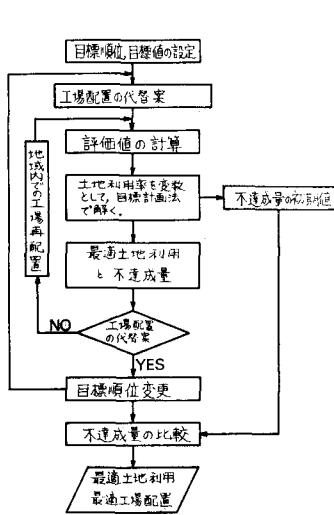 目標順位,目標値の設定
工場配置の代替案
評価値の計算
地域内での工場再配置
土地利用率を変数
として,目標計画法
で解く。
不達成量の初期値
最適土地利用
と 不達成量
工場配置
の代替案
NO
YES
目標順位変更
不達成量の比較
最適土地利用
最適工場配置